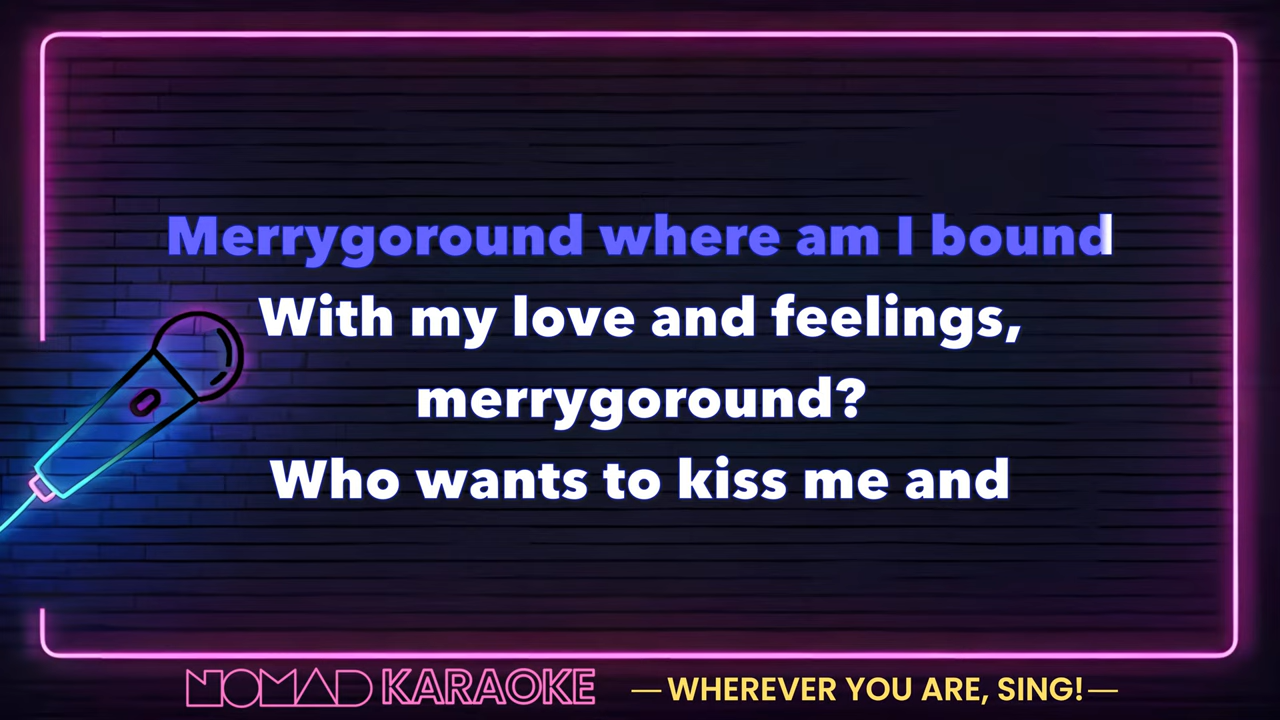 Merrygoround where am I bound
With my love and feelings,
merrygoround?
Who wants to kiss me and
NOMAD KARAOKE —WHEREVER YOU ARE, SING!—